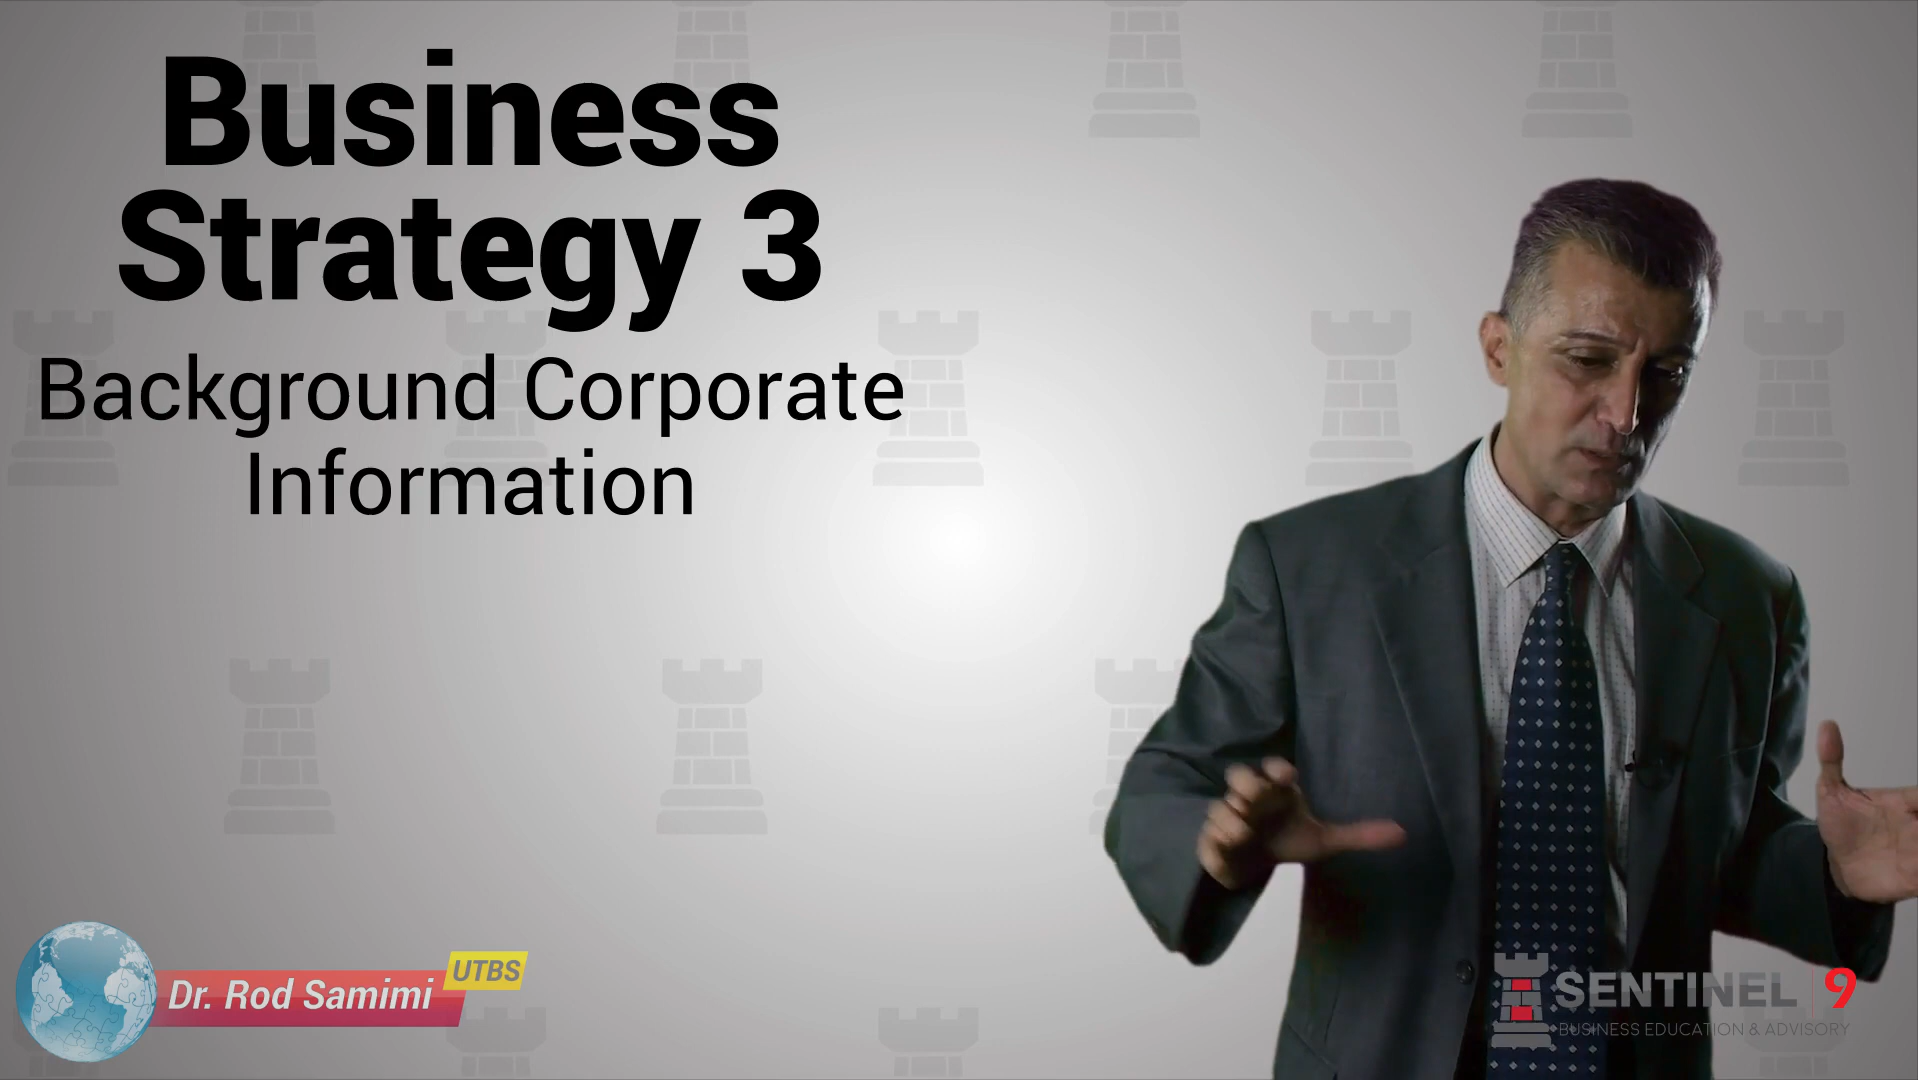 Business
Strategy 3
Background Corporate
Information
UTBS
Dr. Rod Samimi
SENTINEL 9
BUSINESS EDUCATION & ADVISORY